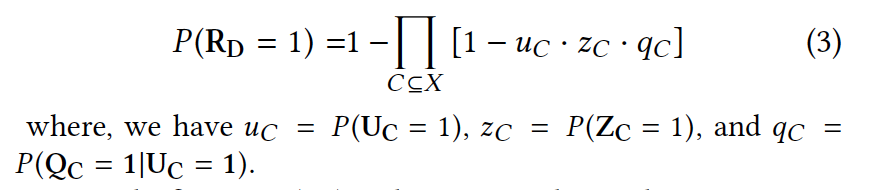 P(R_D = 1) =1 − ∏_{C⊆X} [1 − u_C · z_C · q_C] (3)
where, we have u_C = P(U_C = 1), z_C = P(Z_C = 1), and q_C =
P(Q_C = 1|U_C = 1).